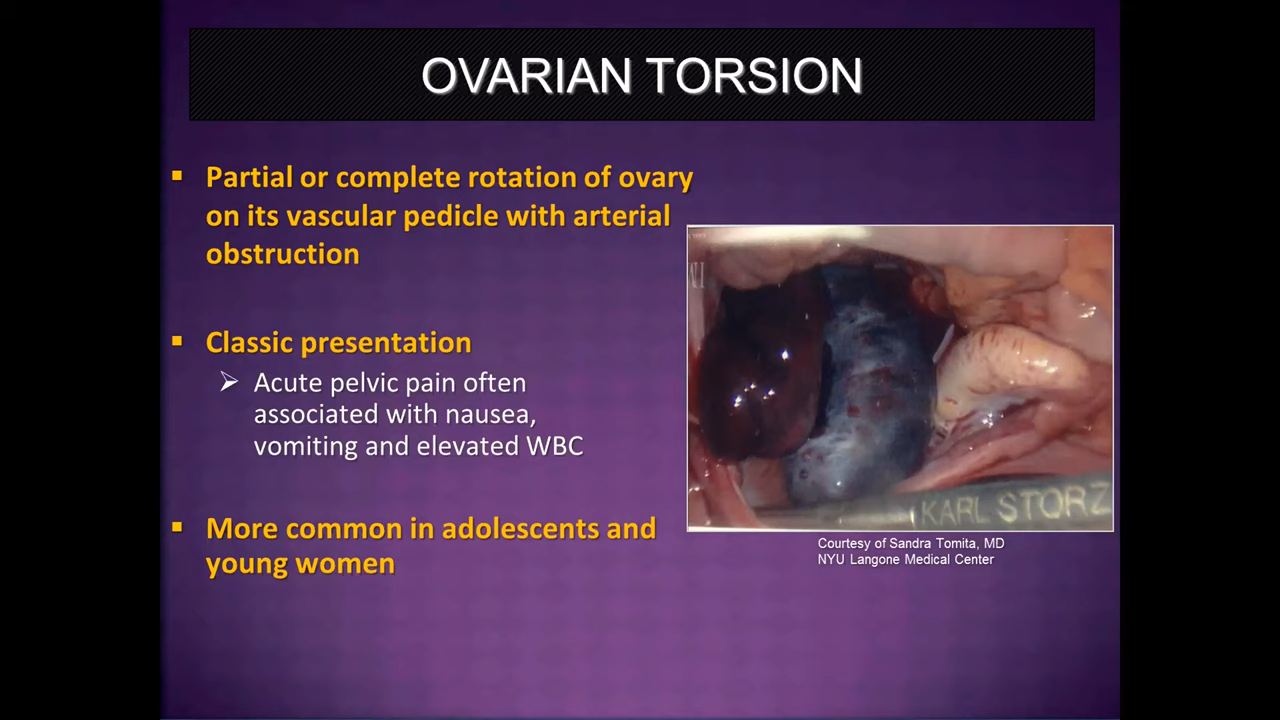 OVARIAN TORSION
Partial or complete rotation of ovary
on its vascular pedicle with arterial
obstruction
Classic presentation
Acute pelvic pain often
associated with nausea,
vomiting and elevated WBC
More common in adolescents and
young women
KARL STORZ
Courtesy of Sandra Tomita, MD
NYU Langone Medical Center